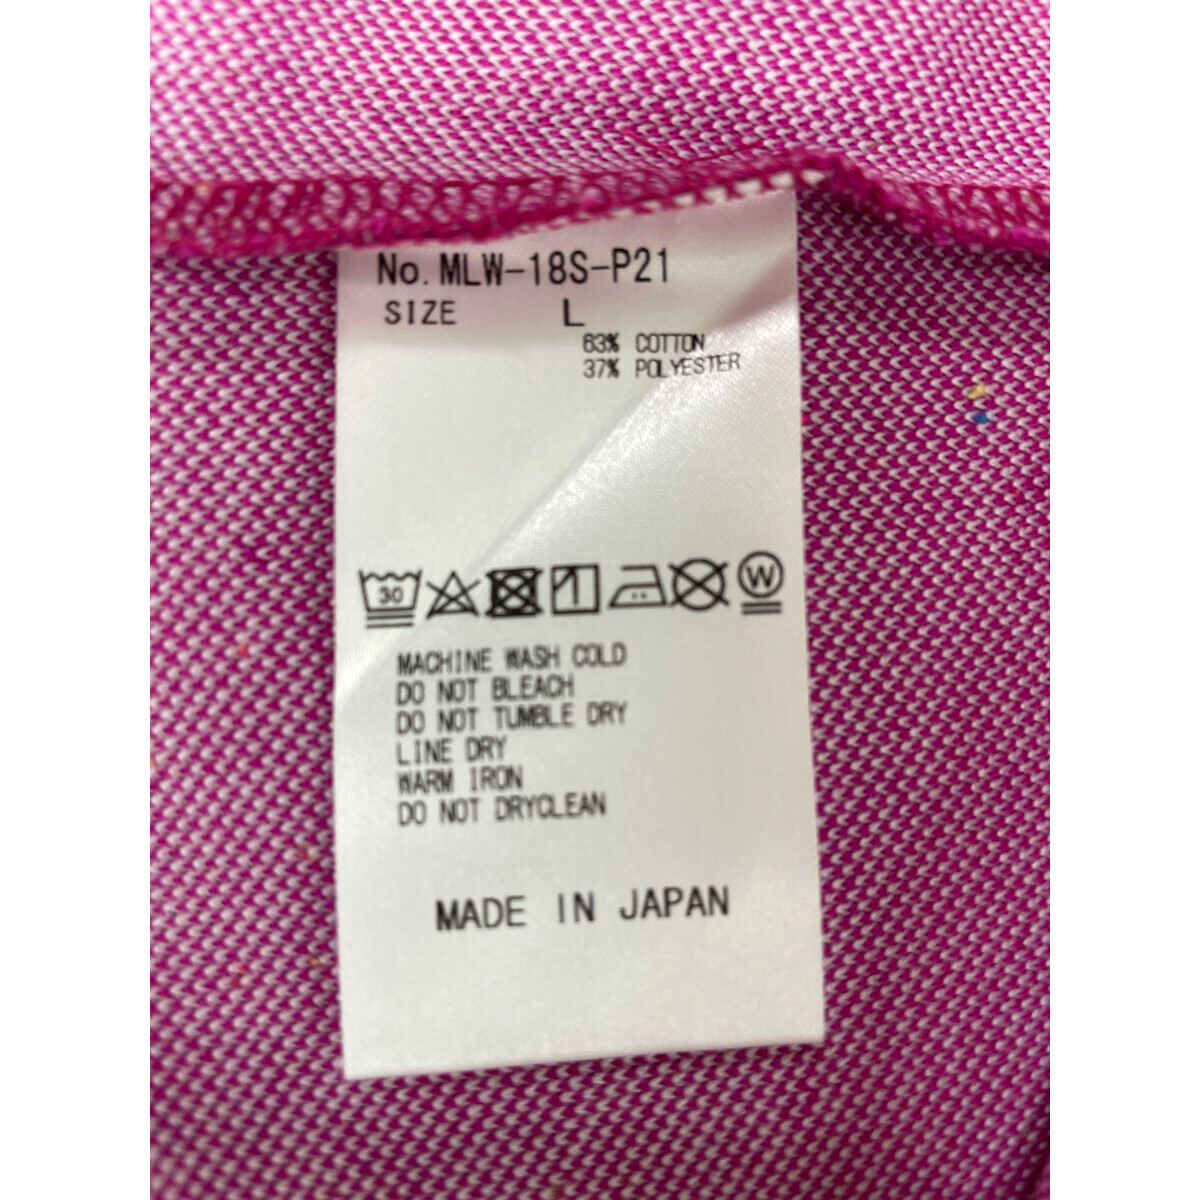 No. MLW-18S-P21
SIZE L
63% COTTON
37% POLYESTER
30 W
MACHINE WASH COLD
DO NOT BLEACH
DO NOT TUMBLE DRY
LINE DRY
WARM IRON
DO NOT DRYCLEAN
MADE IN JAPAN